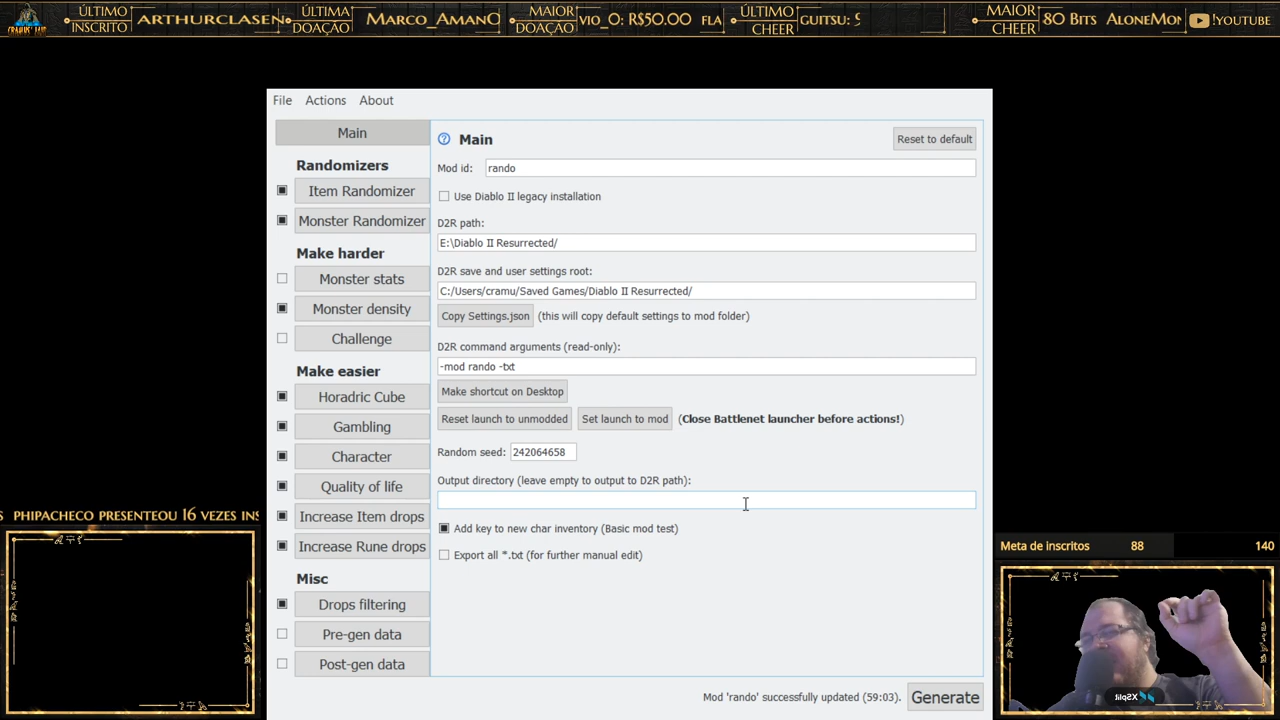 ÚLTIMO INSCRITO
ARTHURCLASEN
ÚLTIMA DOAÇÃO
Marco_Aman
MAIOR DOAÇÃO
vio_O: R$50.00 fla
ÚLTIMO CHEER
guitsu:
MAIOR CHEER
80 Bits AloneMo
!YOUTUBE
File Actions About
Main
Randomizers
Item Randomizer
Monster Randomizer
Make harder
Monster stats
Monster density
Challenge
Make easier
Horadric Cube
Gambling
Character
Quality of life
Increase Item drops
Increase Rune drops
Misc
Drops filtering
Pre-gen data
Post-gen data
Main
Reset to default
Mod id: rando
Use Diablo II legacy installation
D2R path:
E:\Diablo II Resurrected/
D2R save and user settings root:
C:/Users/cramu/Saved Games/Diablo II Resurrected/
Copy Settings.json (this will copy default settings to mod folder)
D2R command arguments (read-only):
-mod rando -txt
Make shortcut on Desktop
Reset launch to unmodded Set launch to mod (Close Battlenet launcher before actions!)
Random seed: 242064658
Output directory (leave empty to output to D2R path):
Add key to new char inventory (Basic mod test)
Export all *.txt (for further manual edit)
Mod 'rando' successfully updated (59:03). Generate
S PHIPACHECO PRESENTEOU 16 VEZES INS
Meta de inscritos 88 140
XSplit